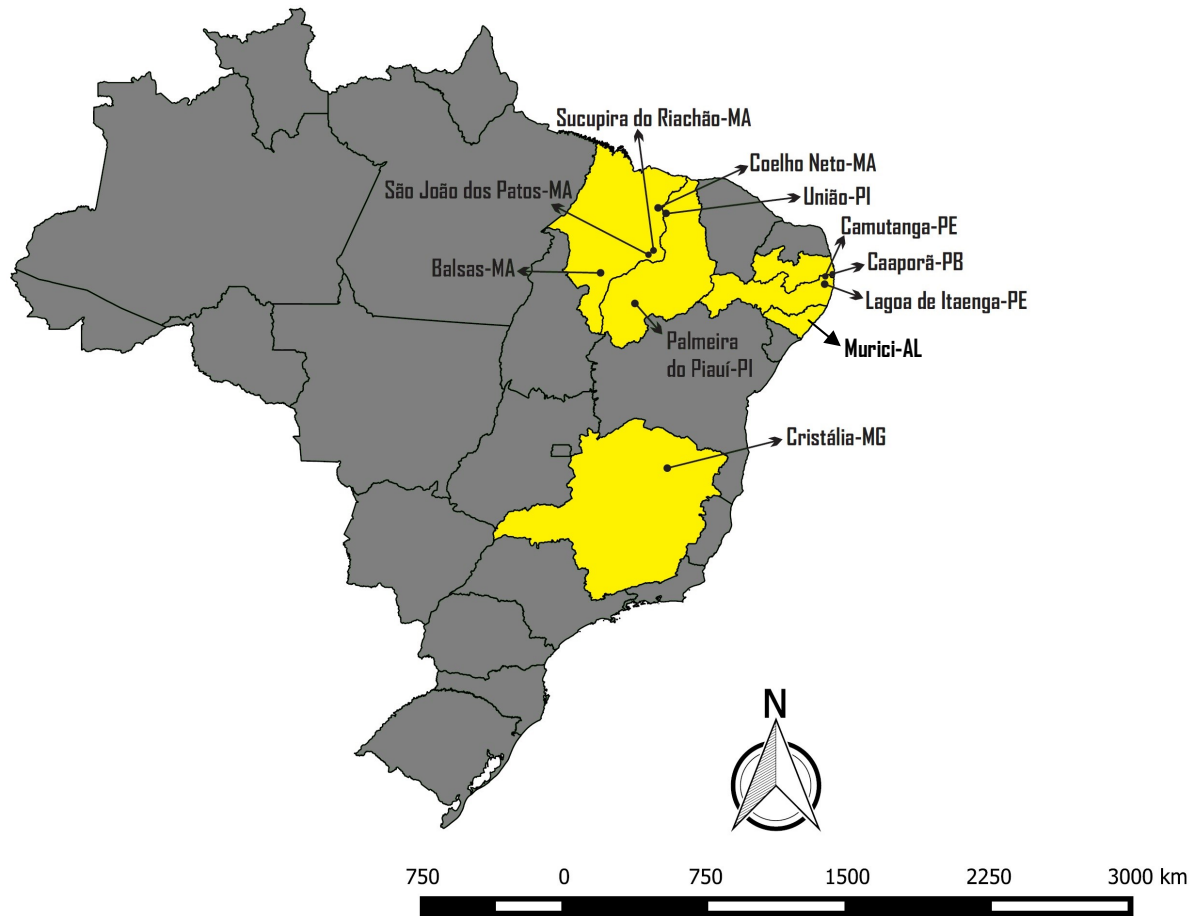 Sucupira do Riachão-MA
Coelho Neto-MA
São João dos Patos-MA
União-PI
Camutanga-PE
Caaporã-PB
Balsas-MA
Lagoa de Itaenga-PE
Palmeira
do Piauí-PI
Murici-AL
Cristália-MG
N
750 0 750 1500 2250 3000 km